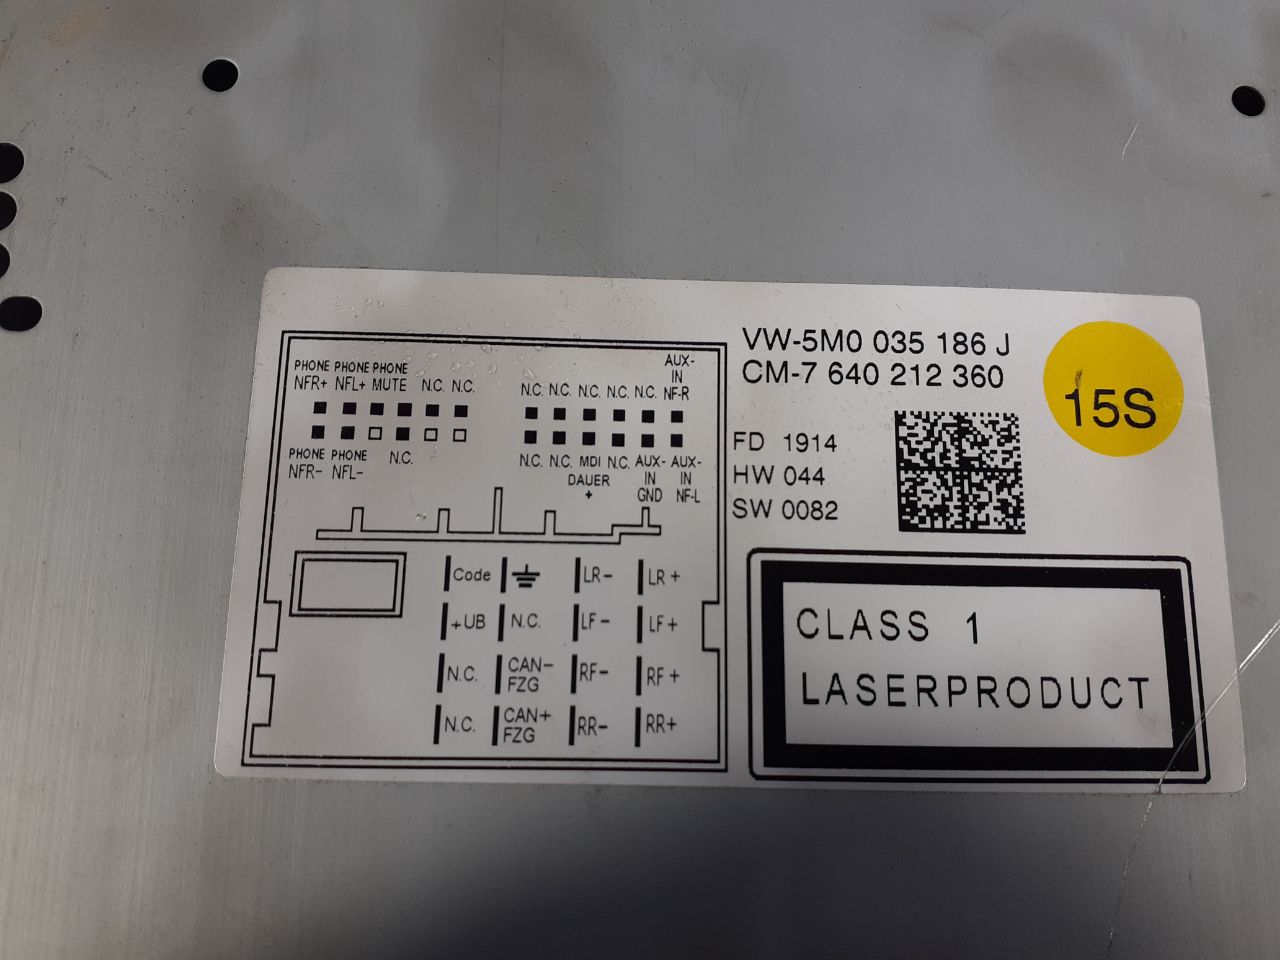 VW-5M0 035 186 J
CM-7 640 212 360
15S
FD 1914
HW 044
SW 0082
PHONE PHONE PHONE
NFR+ NFL+ MUTE N.C. N.C.
PHONE PHONE
NFR- NFL- N.C.
AUX-
IN
N.C. N.C. N.C. N.C. N.C. NF-R
N.C. N.C. MDI N.C. AUX- AUX-
DAUER IN IN
+ GND NF-L
Code LR- LR+
+UB N.C. LF- LF+
N.C. CAN- FZG RF- RF+
N.C. CAN+ FZG RR- RR+
CLASS 1
LASERPRODUCT